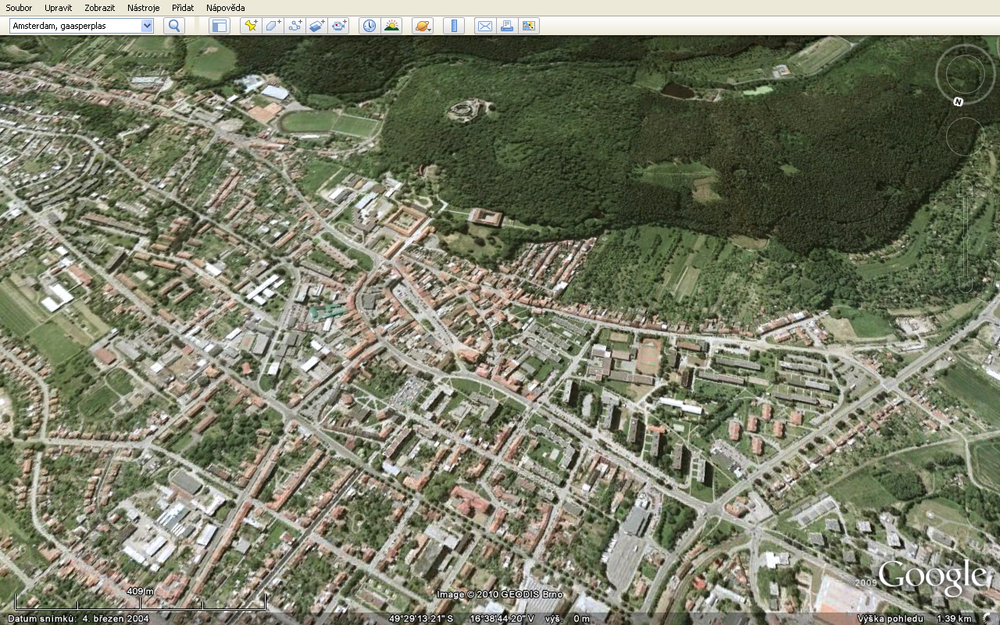 Soubor Upravit Zobrazit Nástroje Přidat Nápověda
Amsterdam, gaasperplas
N
409 m
2009 Google
Image © 2010 GEODIS Brno
Datum snímků: 4. březen 2004 49°29'13.21" S 16°38'44.20" V výš. 0 m Výška pohledu 1.39 km